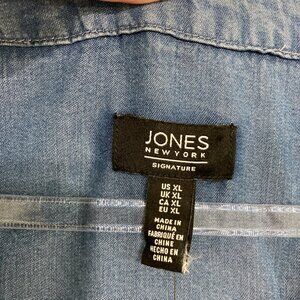 JONES
NEW YORK
SIGNATURE
US XL
UK XL
CA XL
EU XL
MADE IN
CHINA
FABRIQUÉ EN
CHINE
HECHO EN
CHINA